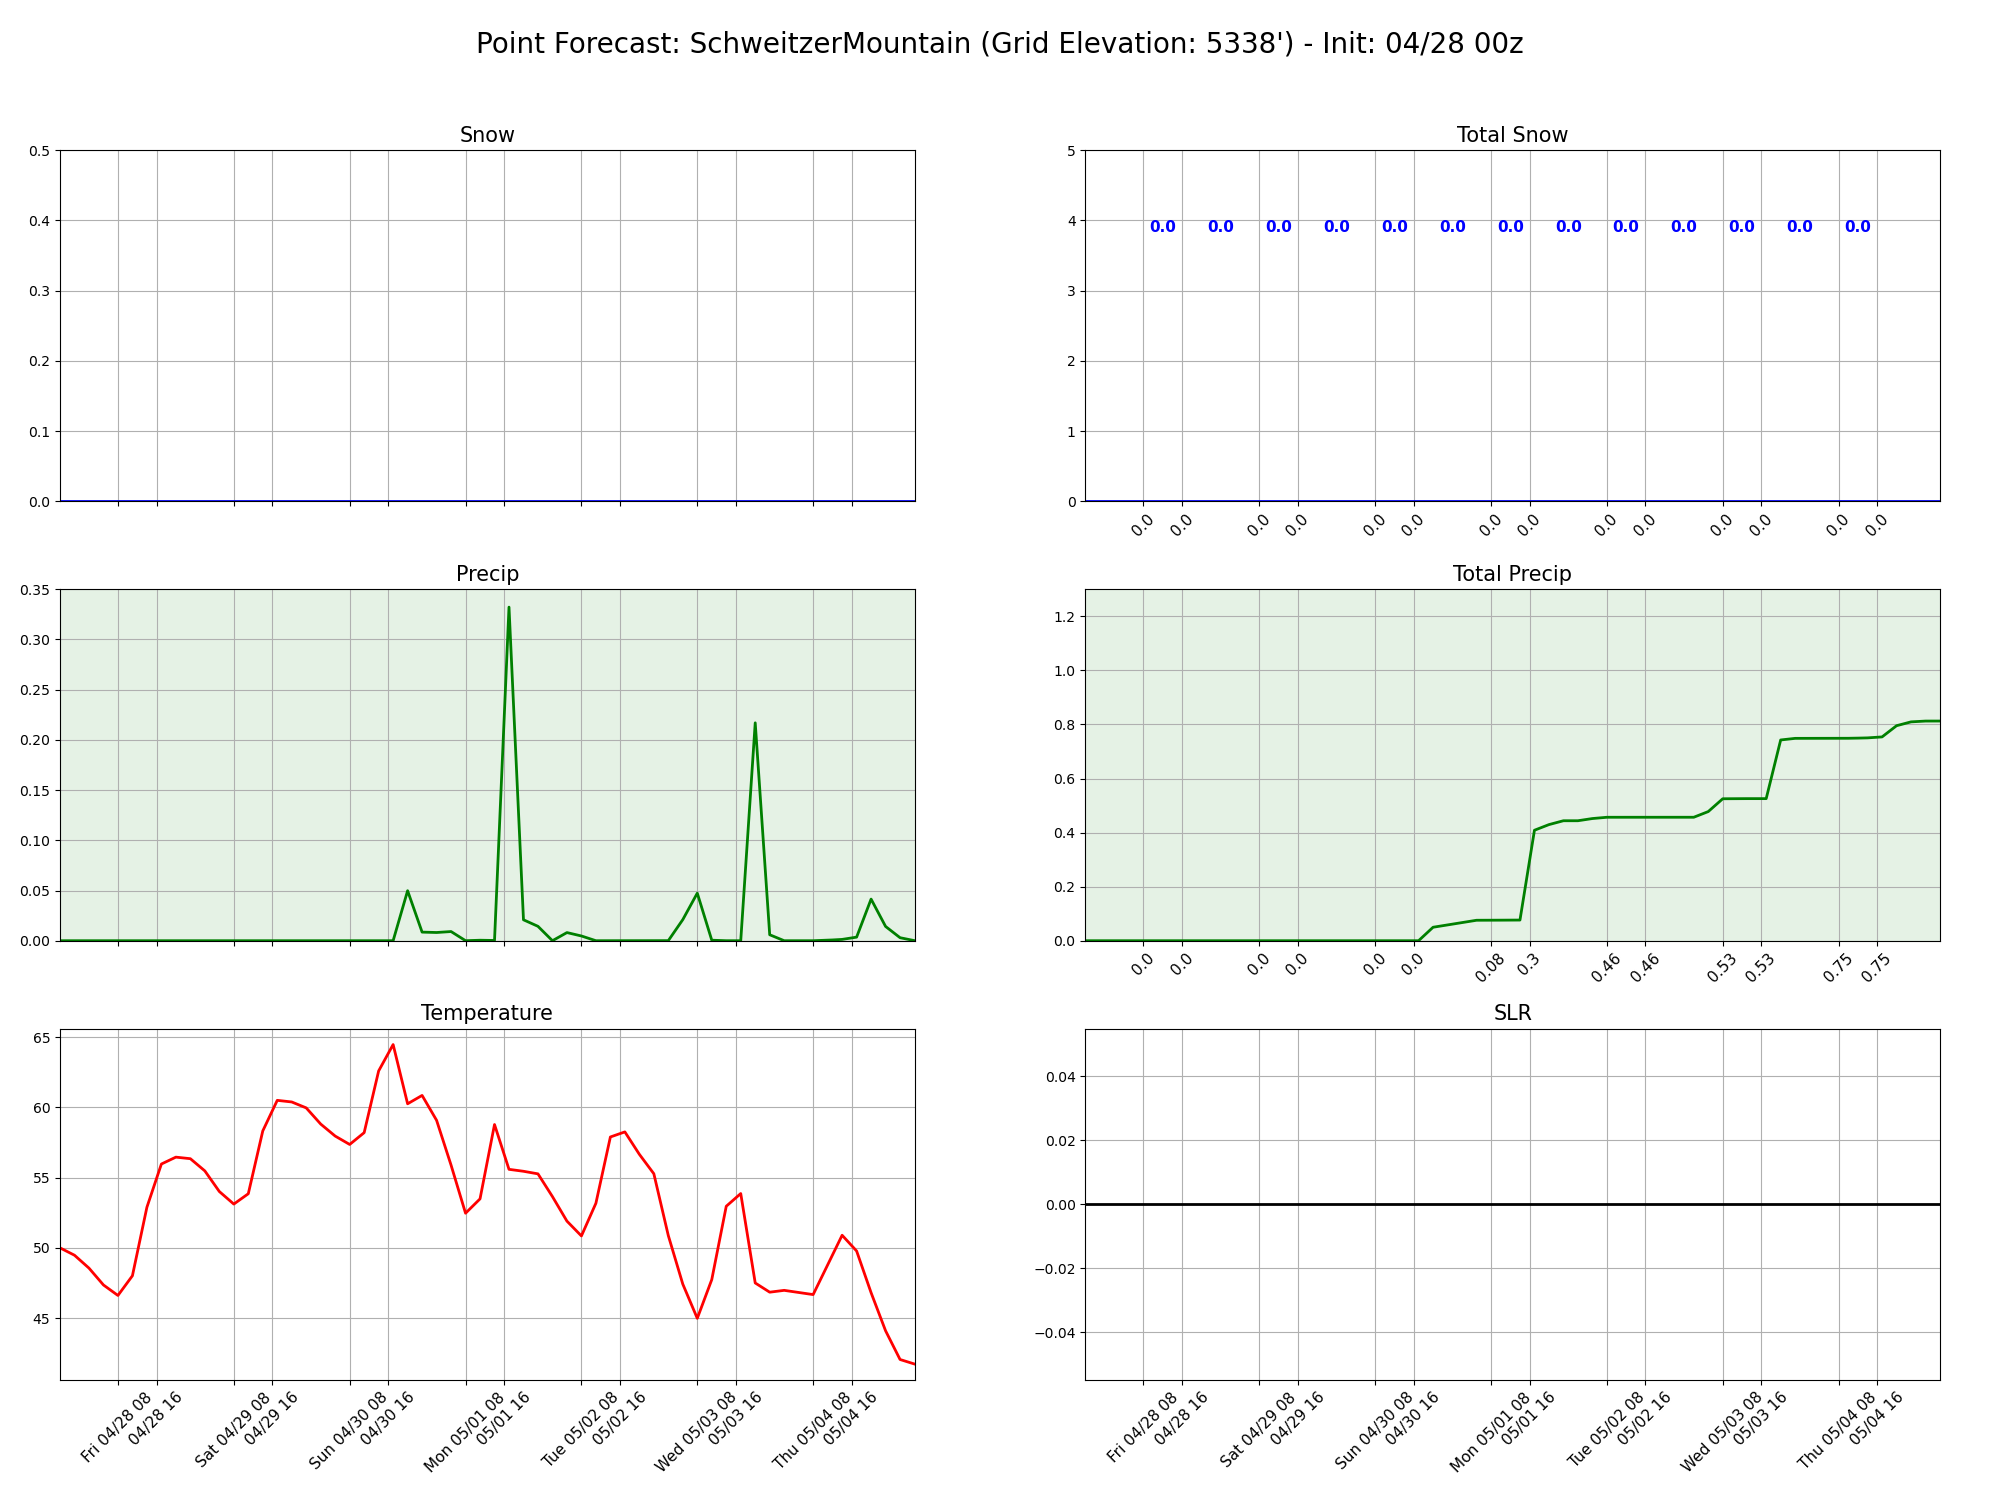 Point Forecast: SchweitzerMountain (Grid Elevation: 5338') - Init: 04/28 00z
Snow
0.5
0.4
0.3
0.2
0.1
0.0
Total Snow
5
4
3
2
1
0
0.0 0.0 0.0 0.0 0.0 0.0 0.0 0.0 0.0 0.0 0.0 0.0 0.0
0.0 0.0 0.0 0.0 0.0 0.0 0.0 0.0 0.0 0.0 0.0 0.0 0.0 0.0
Precip
0.35
0.30
0.25
0.20
0.15
0.10
0.05
0.00
Total Precip
1.2
1.0
0.8
0.6
0.4
0.2
0.0
0.0 0.0 0.0 0.0 0.0 0.0 0.08 0.3 0.46 0.46 0.53 0.53 0.75 0.75
Temperature
65
60
55
50
45
Fri 04/28 08
04/28 16
Sat 04/29 08
04/29 16
Sun 04/30 08
04/30 16
Mon 05/01 08
05/01 16
Tue 05/02 08
05/02 16
Wed 05/03 08
05/03 16
Thu 05/04 08
05/04 16
SLR
0.04
0.02
0.00
−0.02
−0.04
Fri 04/28 08
04/28 16
Sat 04/29 08
04/29 16
Sun 04/30 08
04/30 16
Mon 05/01 08
05/01 16
Tue 05/02 08
05/02 16
Wed 05/03 08
05/03 16
Thu 05/04 08
05/04 16